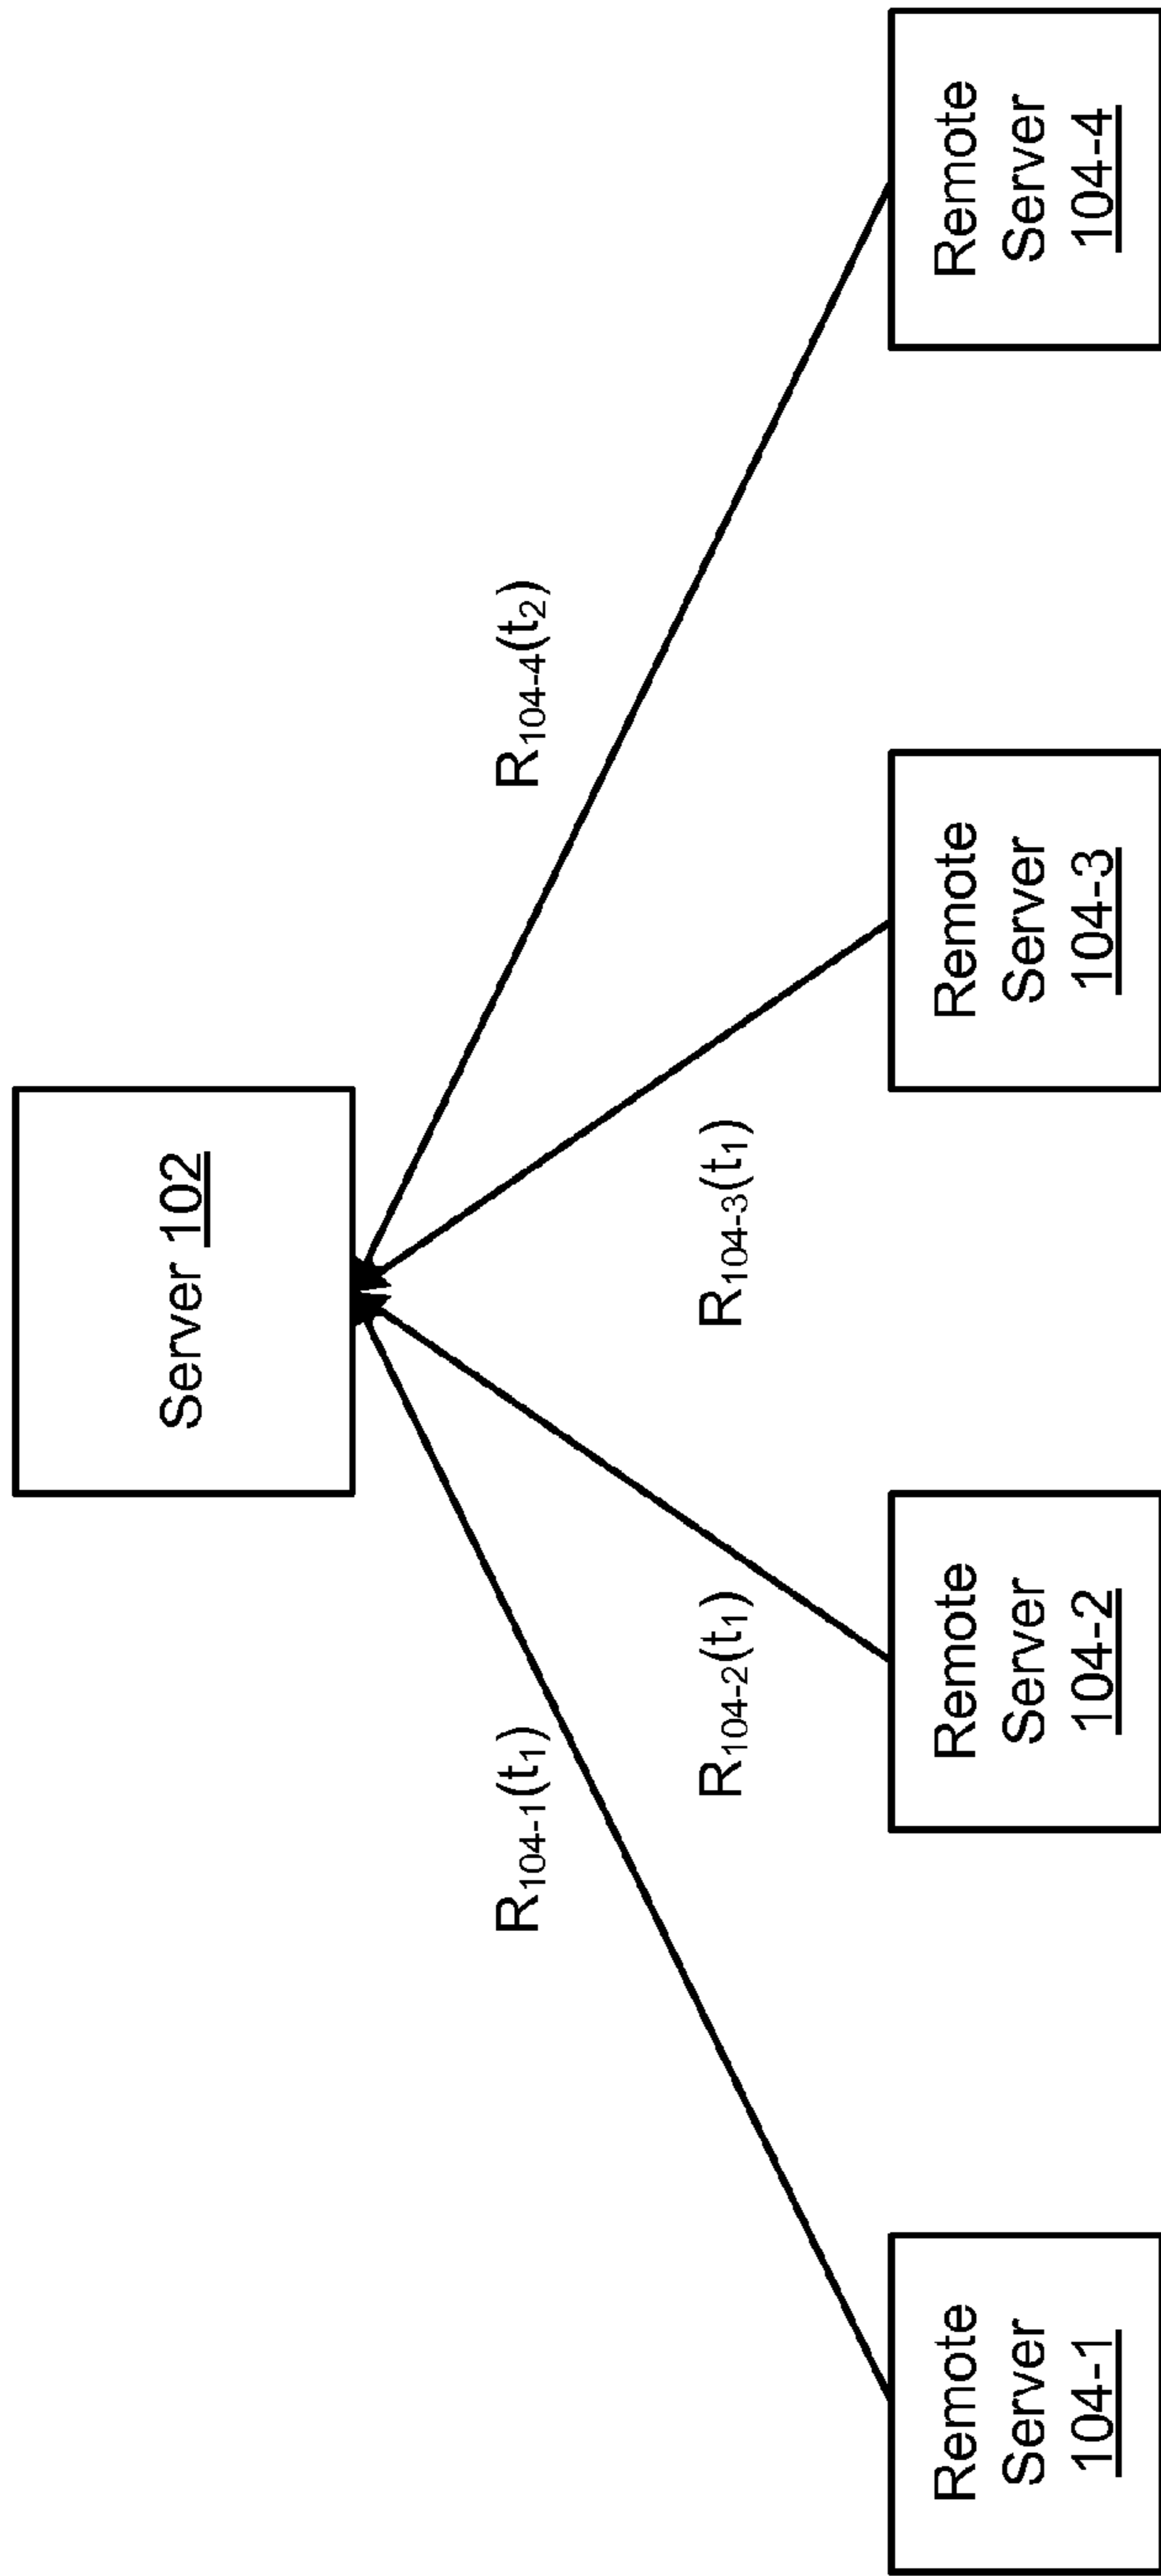 Server 102
R104-1(t1)
R104-4(t2)
R104-2(t1)
R104-3(t1)
Remote
Server
104-1
Remote
Server
104-2
Remote
Server
104-3
Remote
Server
104-4